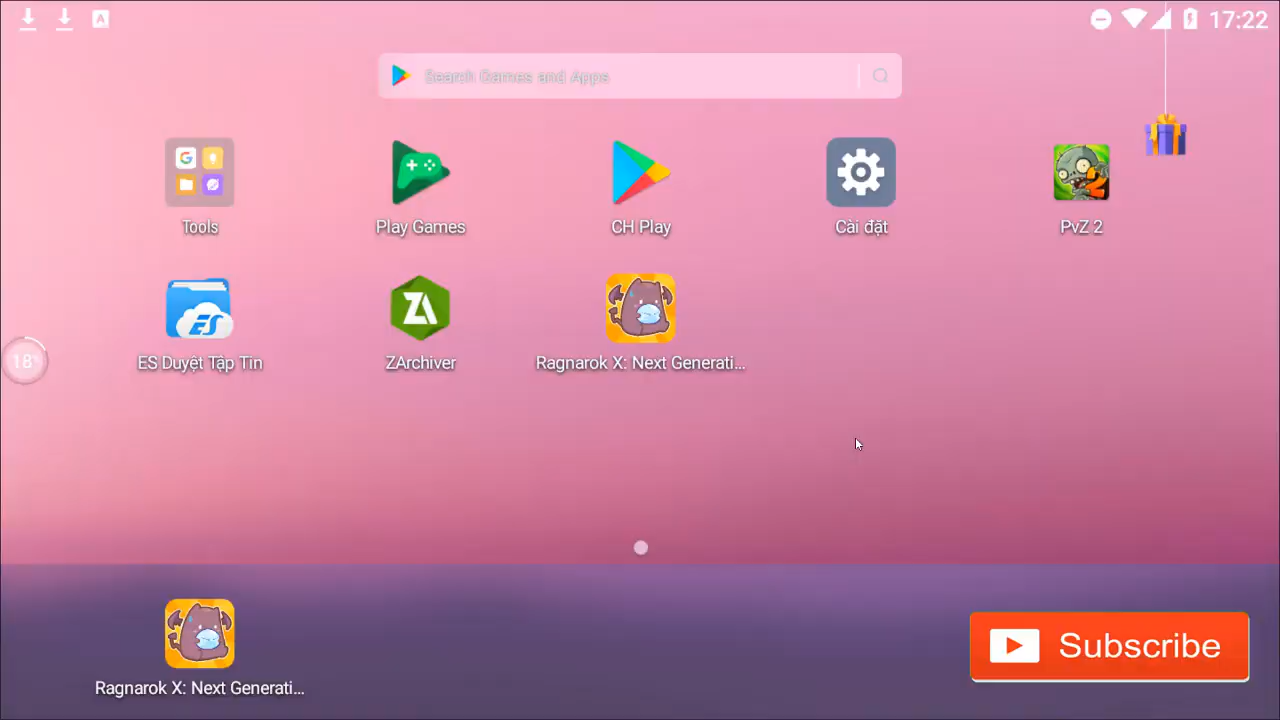 A
17:22
Search Games and Apps
Tools
Play Games
CH Play
Cài đặt
PvZ 2
ES Duyệt Tập Tin
ZArchiver
Ragnarok X: Next Generati...
18%
Ragnarok X: Next Generati...
Subscribe